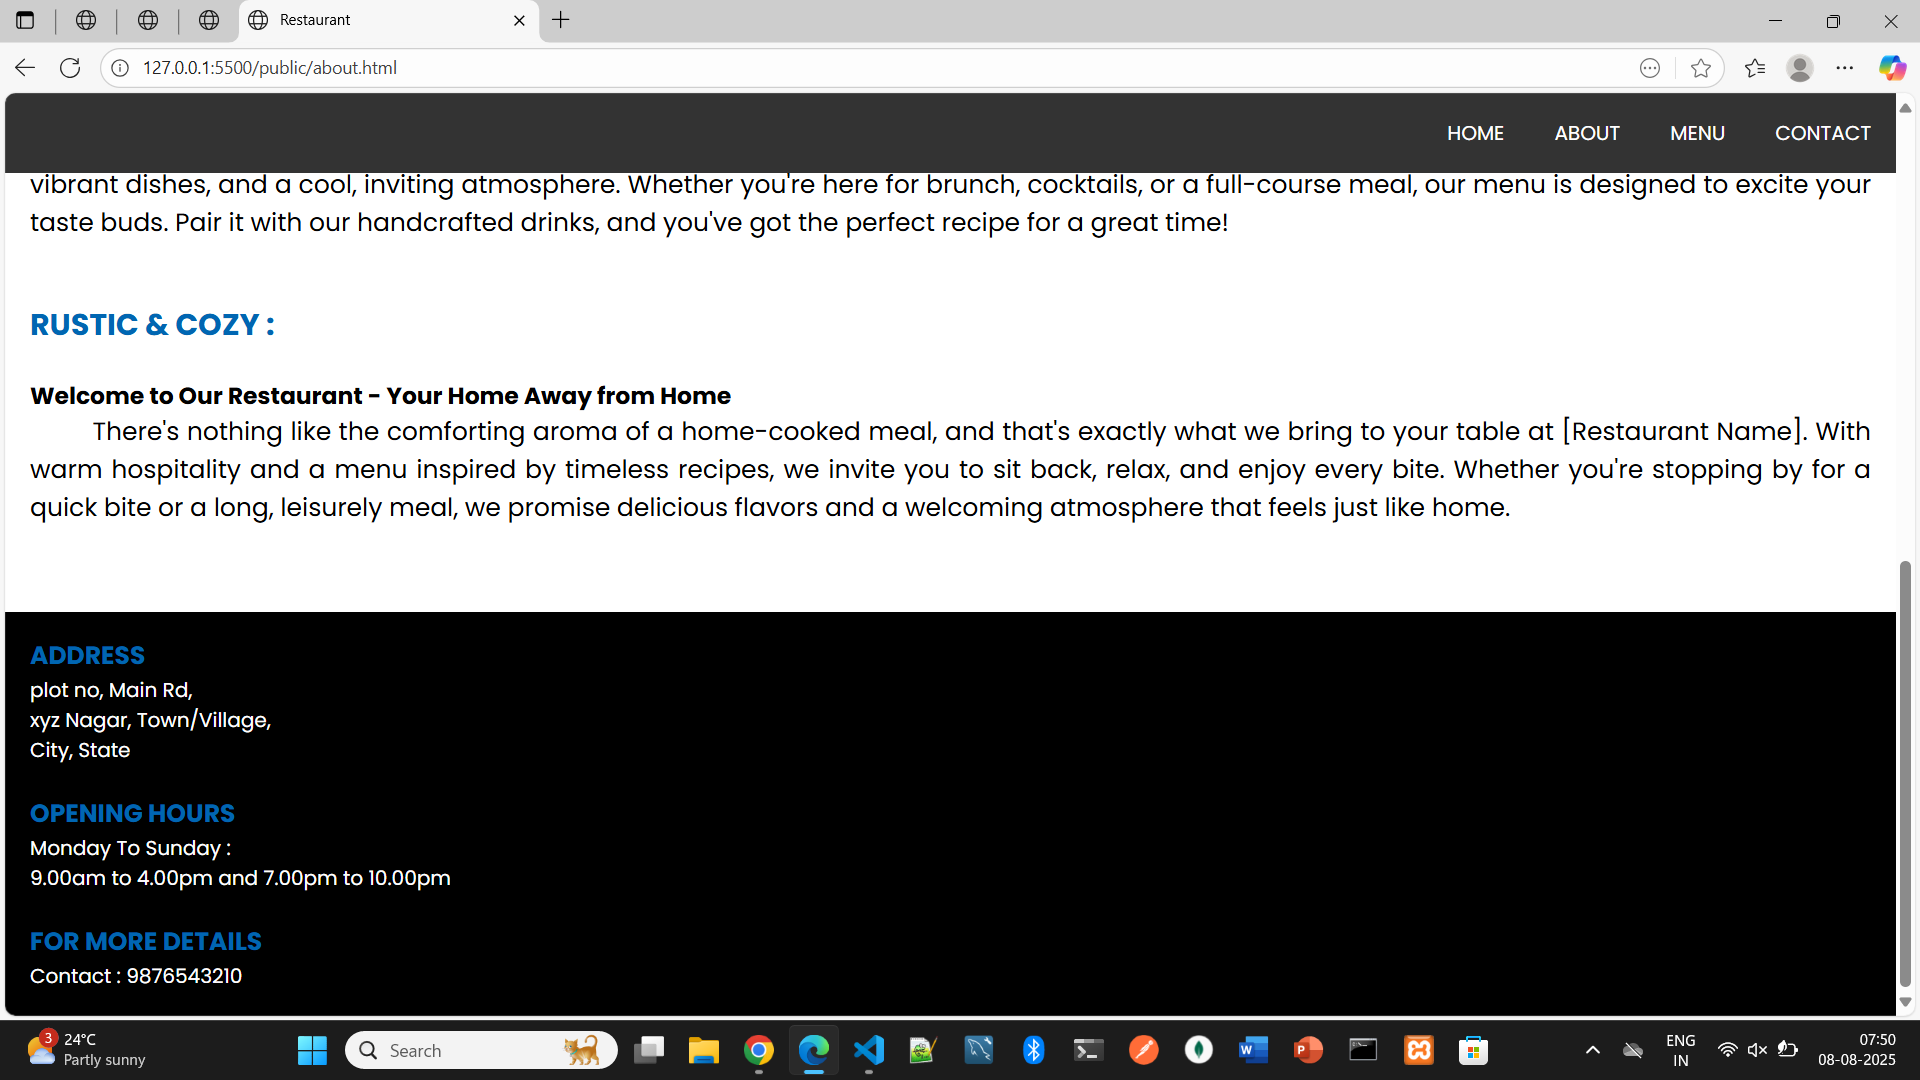 Restaurant
127.0.0.1:5500/public/about.html
HOME ABOUT MENU CONTACT
vibrant dishes, and a cool, inviting atmosphere. Whether you're here for brunch, cocktails, or a full-course meal, our menu is designed to excite your
taste buds. Pair it with our handcrafted drinks, and you've got the perfect recipe for a great time!
RUSTIC & COZY :
Welcome to Our Restaurant - Your Home Away from Home
There's nothing like the comforting aroma of a home-cooked meal, and that's exactly what we bring to your table at [Restaurant Name]. With
warm hospitality and a menu inspired by timeless recipes, we invite you to sit back, relax, and enjoy every bite. Whether you're stopping by for a
quick bite or a long, leisurely meal, we promise delicious flavors and a welcoming atmosphere that feels just like home.
ADDRESS
plot no, Main Rd,
xyz Nagar, Town/Village,
City, State
OPENING HOURS
Monday To Sunday :
9.00am to 4.00pm and 7.00pm to 10.00pm
FOR MORE DETAILS
Contact : 9876543210
3
24°C
Partly sunny
Search
ENG
IN
07:50
08-08-2025